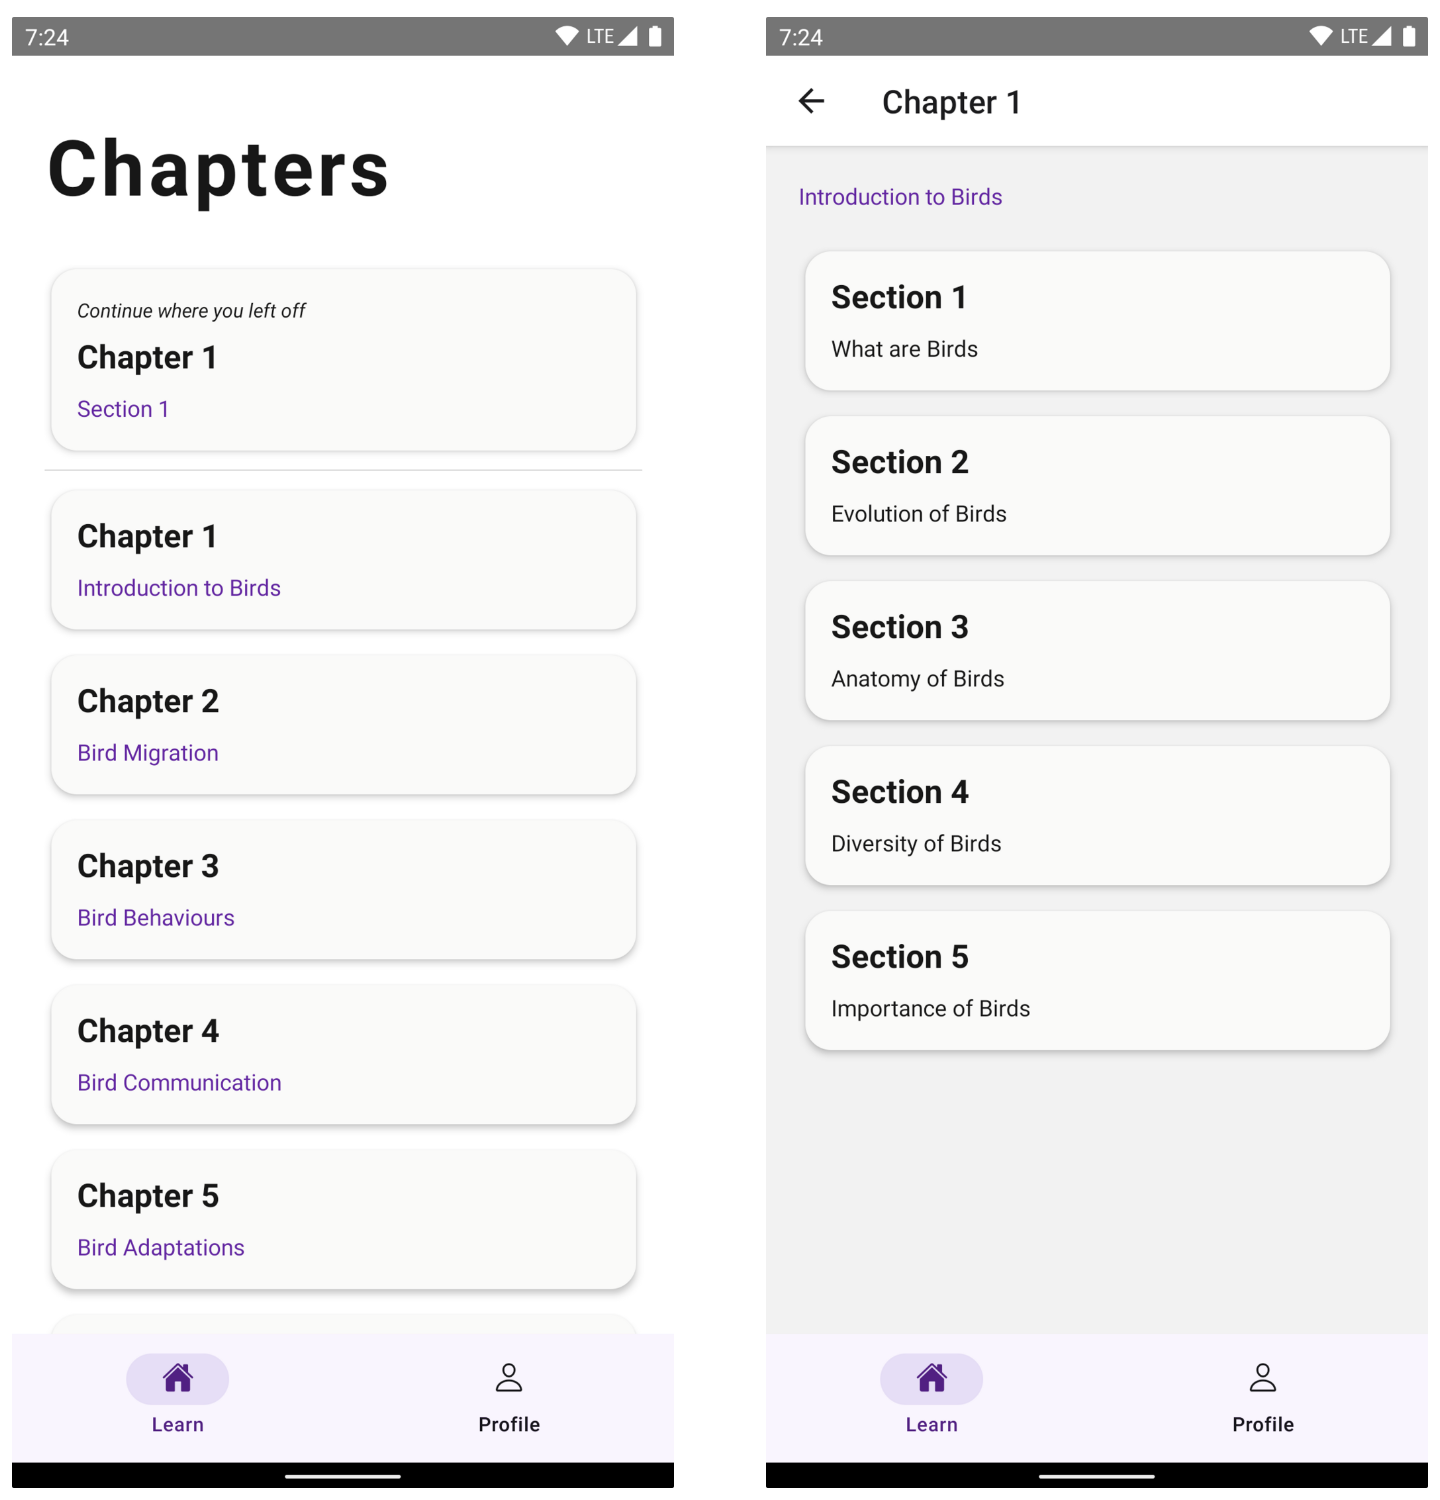 7:24 LTE
Chapters
Continue where you left off
Chapter 1
Section 1
Chapter 1
Introduction to Birds
Chapter 2
Bird Migration
Chapter 3
Bird Behaviours
Chapter 4
Bird Communication
Chapter 5
Bird Adaptations
Learn Profile
7:24 LTE
Chapter 1
Introduction to Birds
Section 1
What are Birds
Section 2
Evolution of Birds
Section 3
Anatomy of Birds
Section 4
Diversity of Birds
Section 5
Importance of Birds
Learn Profile